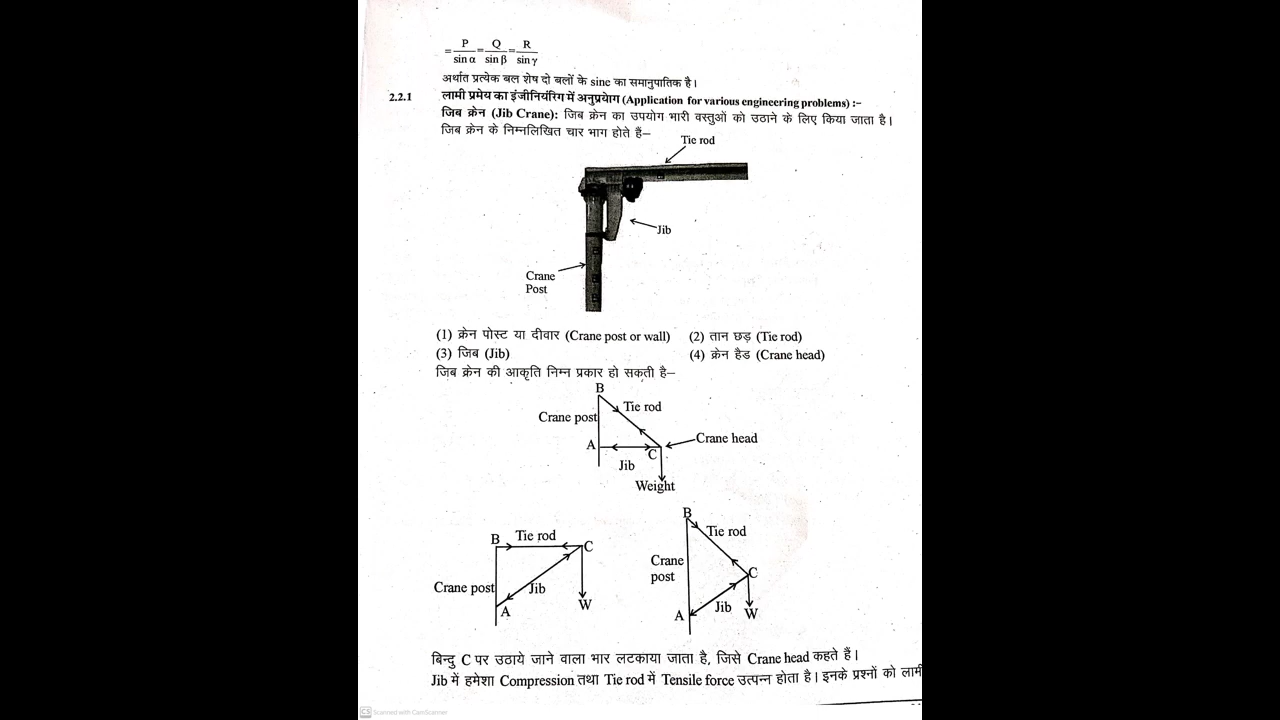 = P/sin α = Q/sin β = R/sin γ
अर्थात प्रत्येक बल शेष दो बलों के sine का समानुपातिक है।
2.2.1 लामी प्रमेय का इंजीनियरिंग में अनुप्रयोग (Application for various engineering problems) :–
जिब क्रेन (Jib Crane): जिब क्रेन का उपयोग भारी वस्तुओं को उठाने के लिए किया जाता है।
जिब क्रेन के निम्नलिखित चार भाग होते हैं–
Tie rod
Jib
Crane
Post
(1) क्रेन पोस्ट या दीवार (Crane post or wall) (2) तान छड़ (Tie rod)
(3) जिब (Jib) (4) क्रेन हैड (Crane head)
जिब क्रेन की आकृति निम्न प्रकार हो सकती है–
B
Tie rod
Crane post
A
C
Crane head
Jib
Weight
B Tie rod
C
Crane post
Jib
A
W
B
Tie rod
Crane
post
C
A
Jib
W
बिन्दु C पर उठाये जाने वाला भार लटकाया जाता है, जिसे Crane head कहते हैं।
Jib में हमेशा Compression तथा Tie rod में Tensile force उत्पन्न होता है। इनके प्रश्नों को लामी
CS Scanned with CamScanner